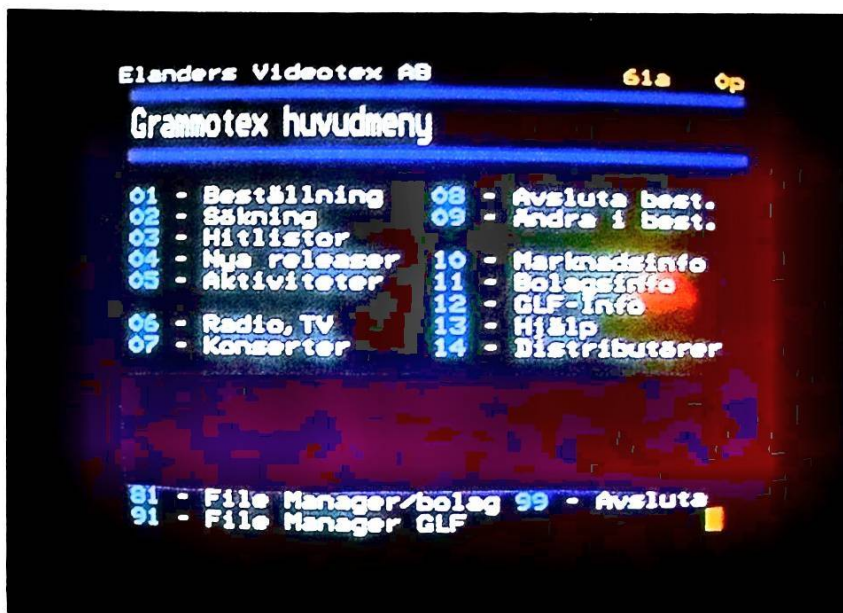 Elanders Videotex AB 61a 0p
Grammotex huvudmeny
01 - Beställning
02 - Sökning
03 - Hitlistor
04 - Nya releaser
05 - Aktiviteter
06 - Radio,TV
07 - Konserter
08 - Avsluta best.
09 - Ändra i best.
10 - Marknadsinfo
11 - Bolagsinfo
12 - GLF-info
13 - Hjälp
14 - Distributörer
81 - File Manager/bolag 99 - Avsluta
91 - File Manager GLF